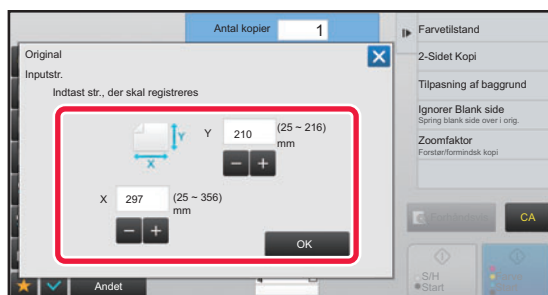 Antal kopier 1
Original
Inputstr.
Indtast str., der skal registreres
Y
X
Y 210 (25 ~ 216)
mm
X 297 (25 ~ 356)
mm
OK
Andet
Farvetilstand
2-Sidet Kopi
Tilpasning af baggrund
Ignorer Blank side
Spring blank side over i orig.
Zoomfaktor
Forstør/formindsk kopi
CA
S/H
Start